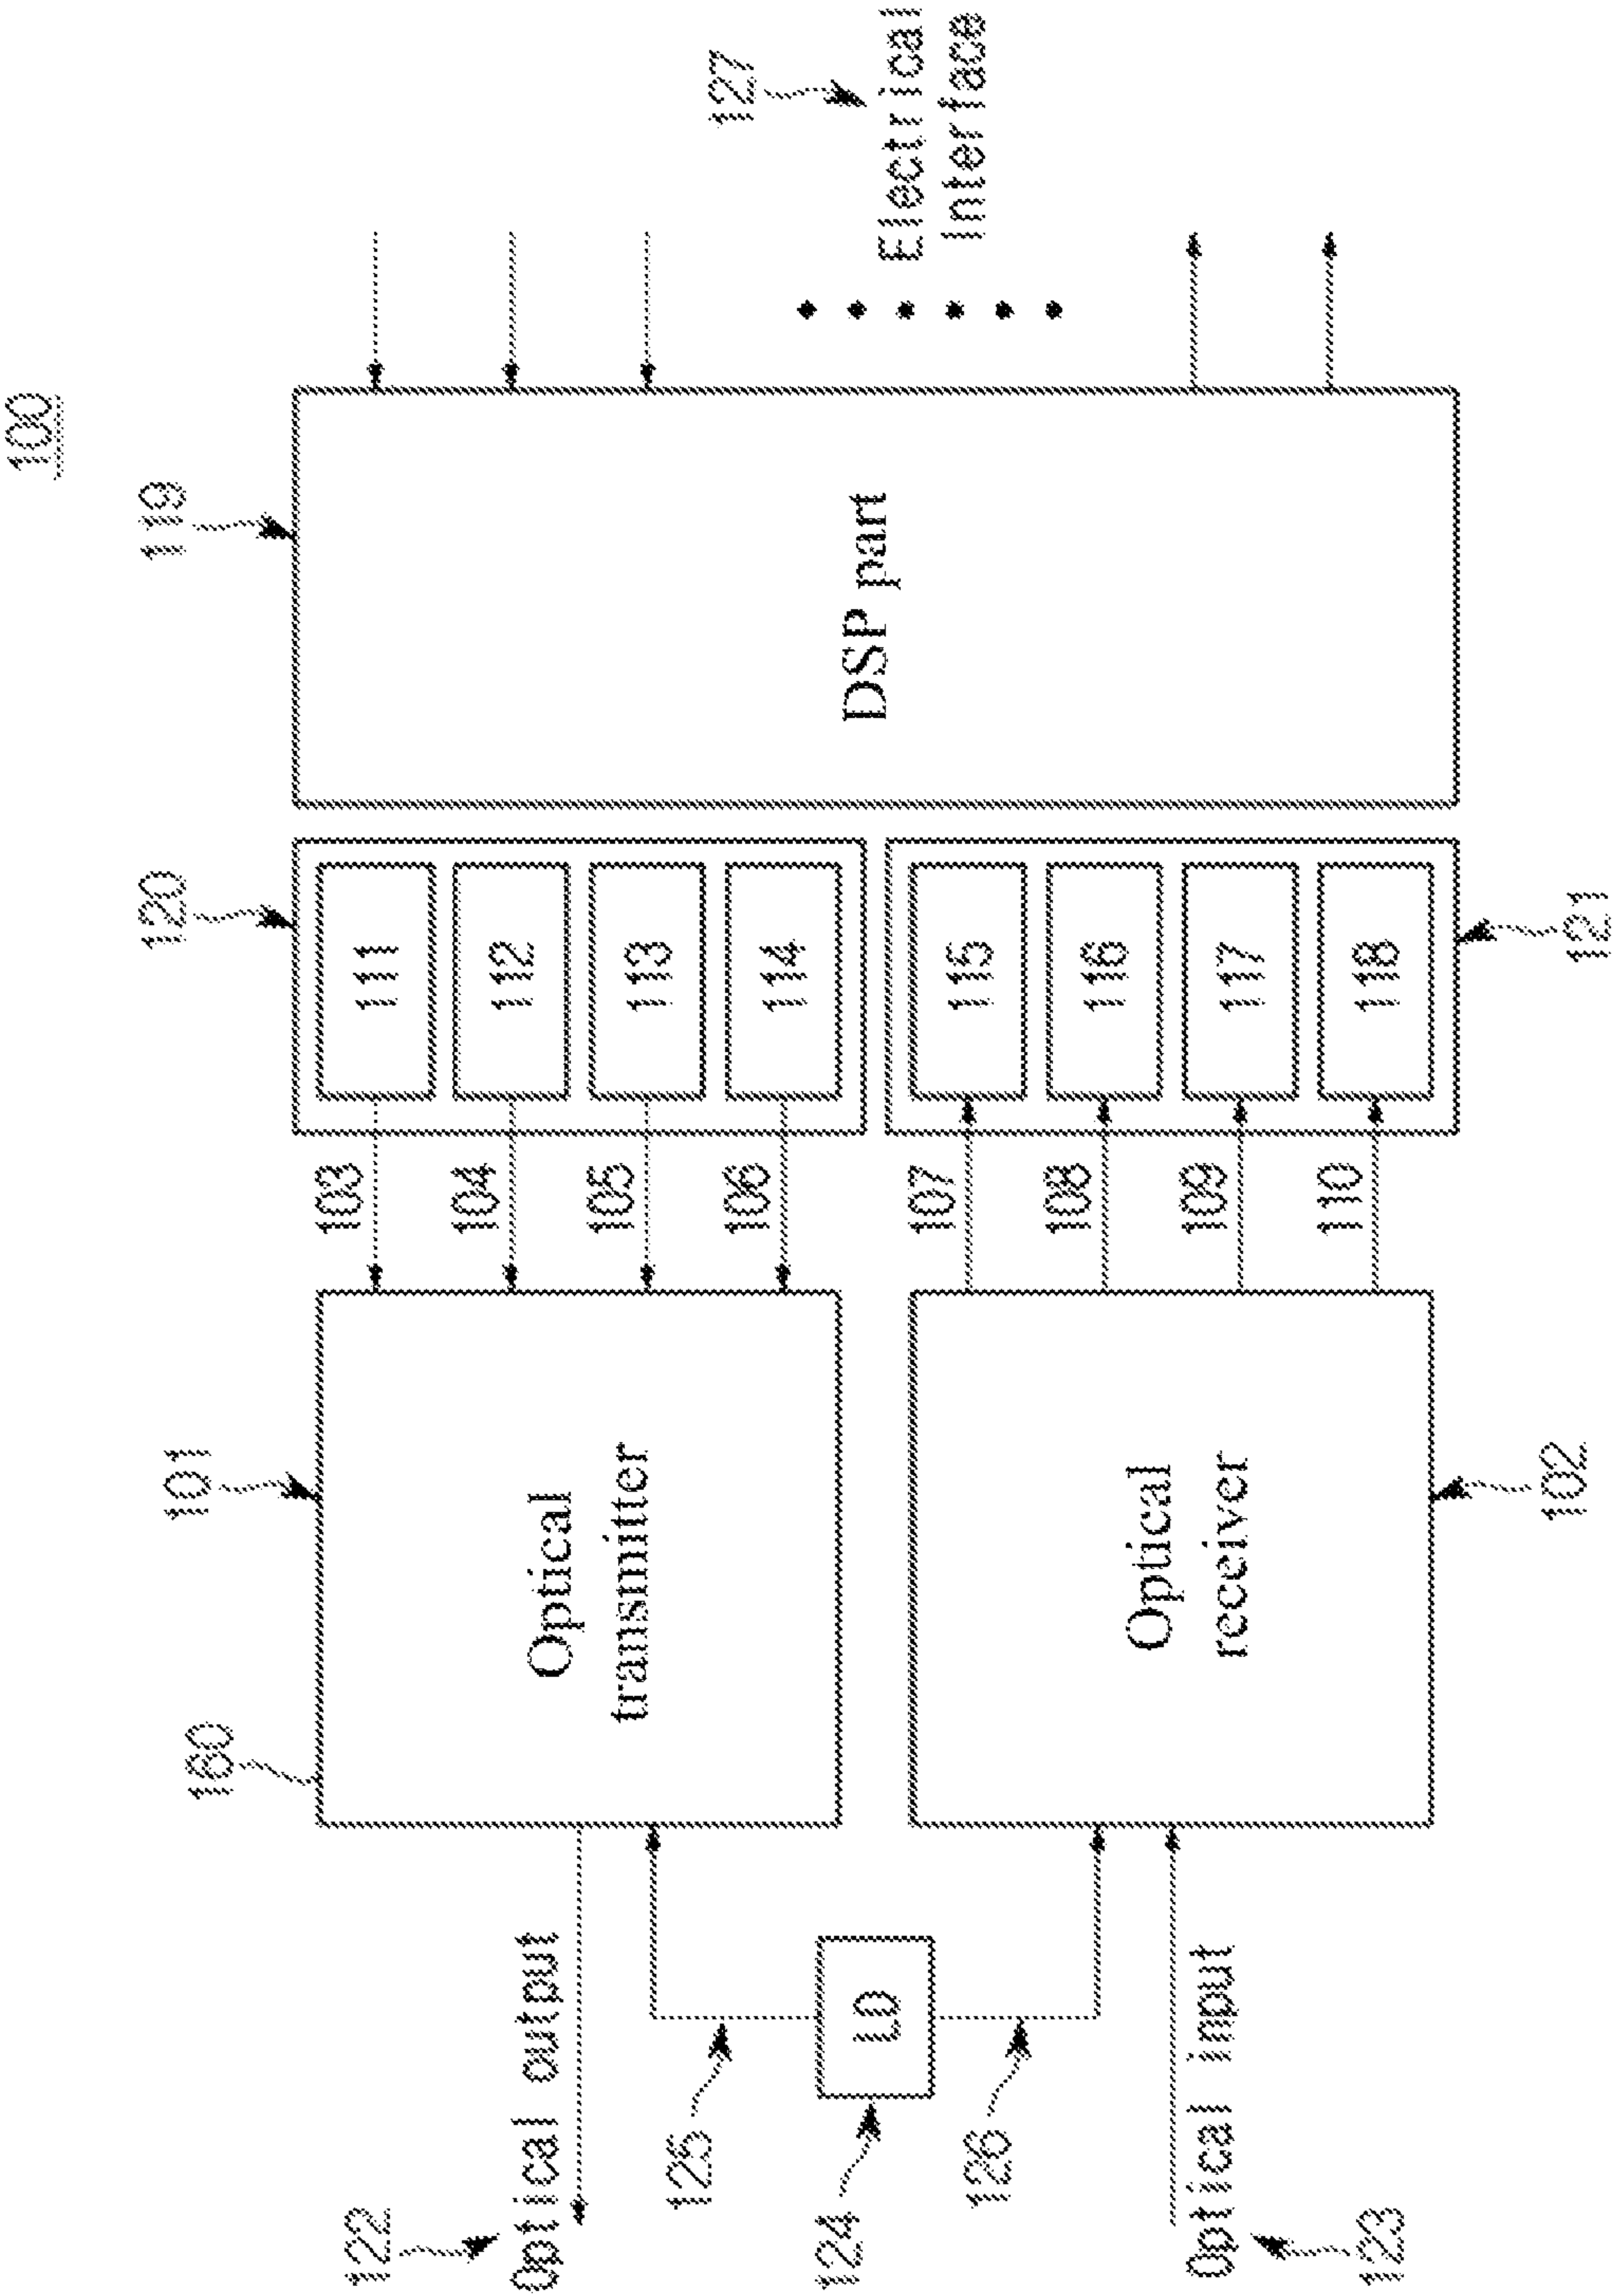 100
119
120
101
160
122
Optical output
103
104
105
106
111
112
113
114
Optical
transmitter
125
LD
124
126
DSP part
127
Electrical
Interface
107
108
109
110
115
116
117
118
Optical
receiver
Optical input
123
102
121